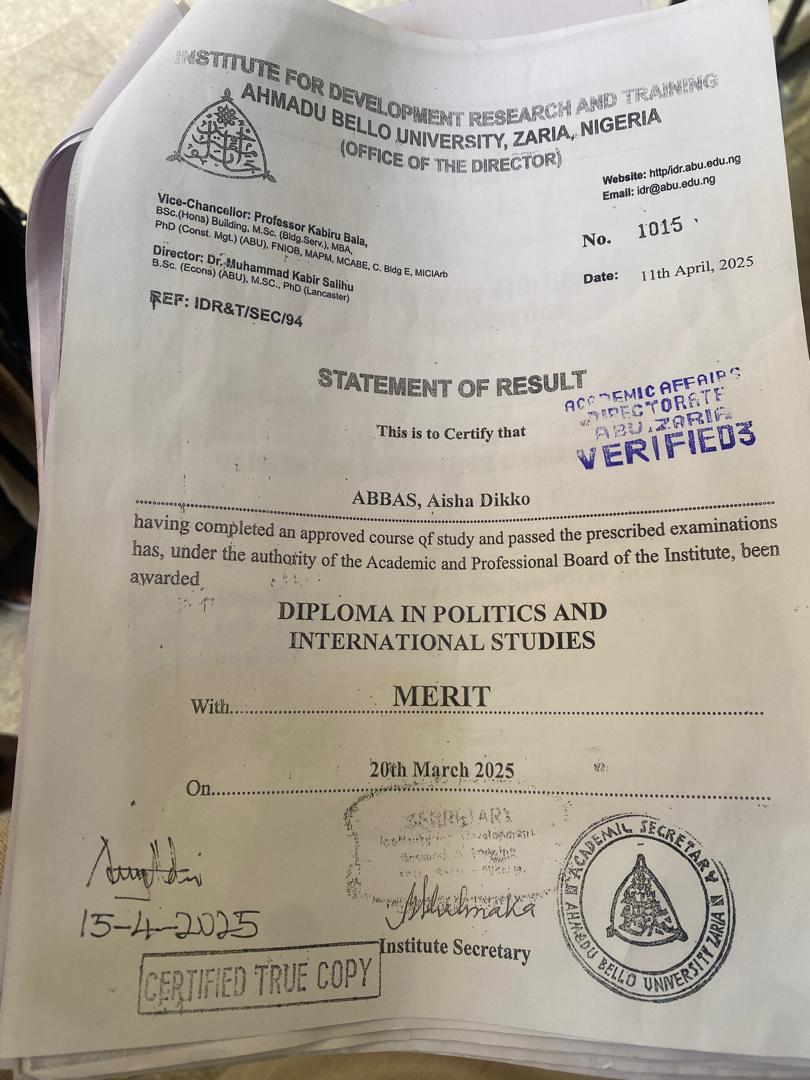 INSTITUTE FOR DEVELOPMENT RESEARCH AND TRAINING
AHMADU BELLO UNIVERSITY, ZARIA, NIGERIA
(OFFICE OF THE DIRECTOR)
Website: http/idr.abu.edu.ng
Email: idr@abu.edu.ng
Vice-Chancellor: Professor Kabiru Bala,
BSc.(Hons) Building, M.Sc. (Bldg.Serv.), MBA,
PhD (Const. Mgt.) (ABU), FNIOB, MAPM, MCABE, C. Bldg E, MCIArb
Director: Dr. Muhammad Kabir Salihu
B.Sc. (Econs) (ABU), M.SC., PhD (Lancaster)
REF: IDR&T/SEC/94
No. 1015
Date: 11th April, 2025
STATEMENT OF RESULT
ACADEMIC AFFAIRS
DIRECTORATE
ABU, ZARIA
VERIFIED3
This is to Certify that
ABBAS, Aisha Dikko
having completed an approved course of study and passed the prescribed examinations
has, under the authority of the Academic and Professional Board of the Institute, been
awarded
DIPLOMA IN POLITICS AND
INTERNATIONAL STUDIES
With MERIT
On 20th March 2025
SECRETARY
15-4-2025
Institute Secretary
CERTIFIED TRUE COPY
ACADEMIC SECRETARY
AHMADU BELLO UNIVERSITY ZARIA